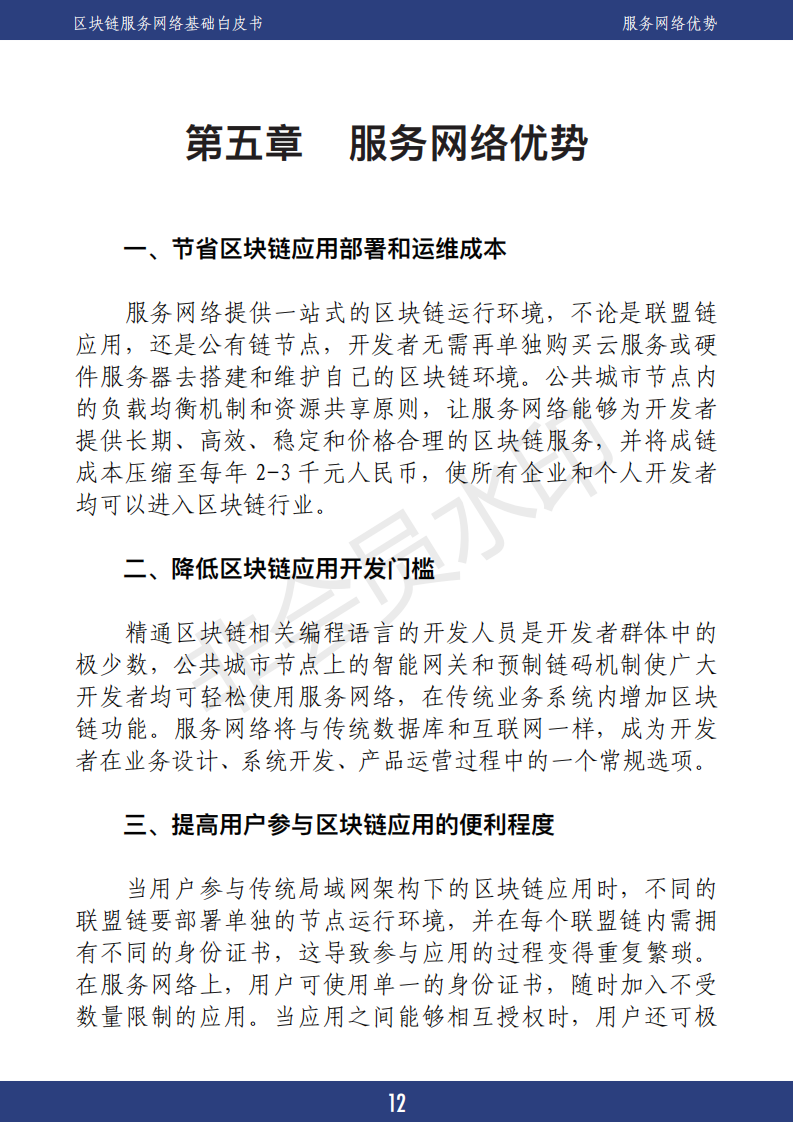 区块链服务网络基础白皮书
服务网络优势
第五章 服务网络优势
一、节省区块链应用部署和运维成本
服务网络提供一站式的区块链运行环境，不论是联盟链
应用，还是公有链节点，开发者无需再单独购买云服务或硬
件服务器去搭建和维护自己的区块链环境。公共城市节点内
的负载均衡机制和资源共享原则，让服务网络能够为开发者
提供长期、高效、稳定和价格合理的区块链服务，并将成链
成本压缩至每年 2-3 千元人民币，使所有企业和个人开发者
均可以进入区块链行业。
二、降低区块链应用开发门槛
精通区块链相关编程语言的开发人员是开发者群体中的
极少数，公共城市节点上的智能网关和预制链码机制使广大
开发者均可轻松使用服务网络，在传统业务系统内增加区块
链功能。服务网络将与传统数据库和互联网一样，成为开发
者在业务设计、系统开发、产品运营过程中的一个常规选项。
三、提高用户参与区块链应用的便利程度
当用户参与传统局域网架构下的区块链应用时，不同的
联盟链要部署单独的节点运行环境，并在每个联盟链内需拥
有不同的身份证书，这导致参与应用的过程变得重复繁琐。
在服务网络上，用户可使用单一的身份证书，随时加入不受
数量限制的应用。当应用之间能够相互授权时，用户还可极
非会员水印
12